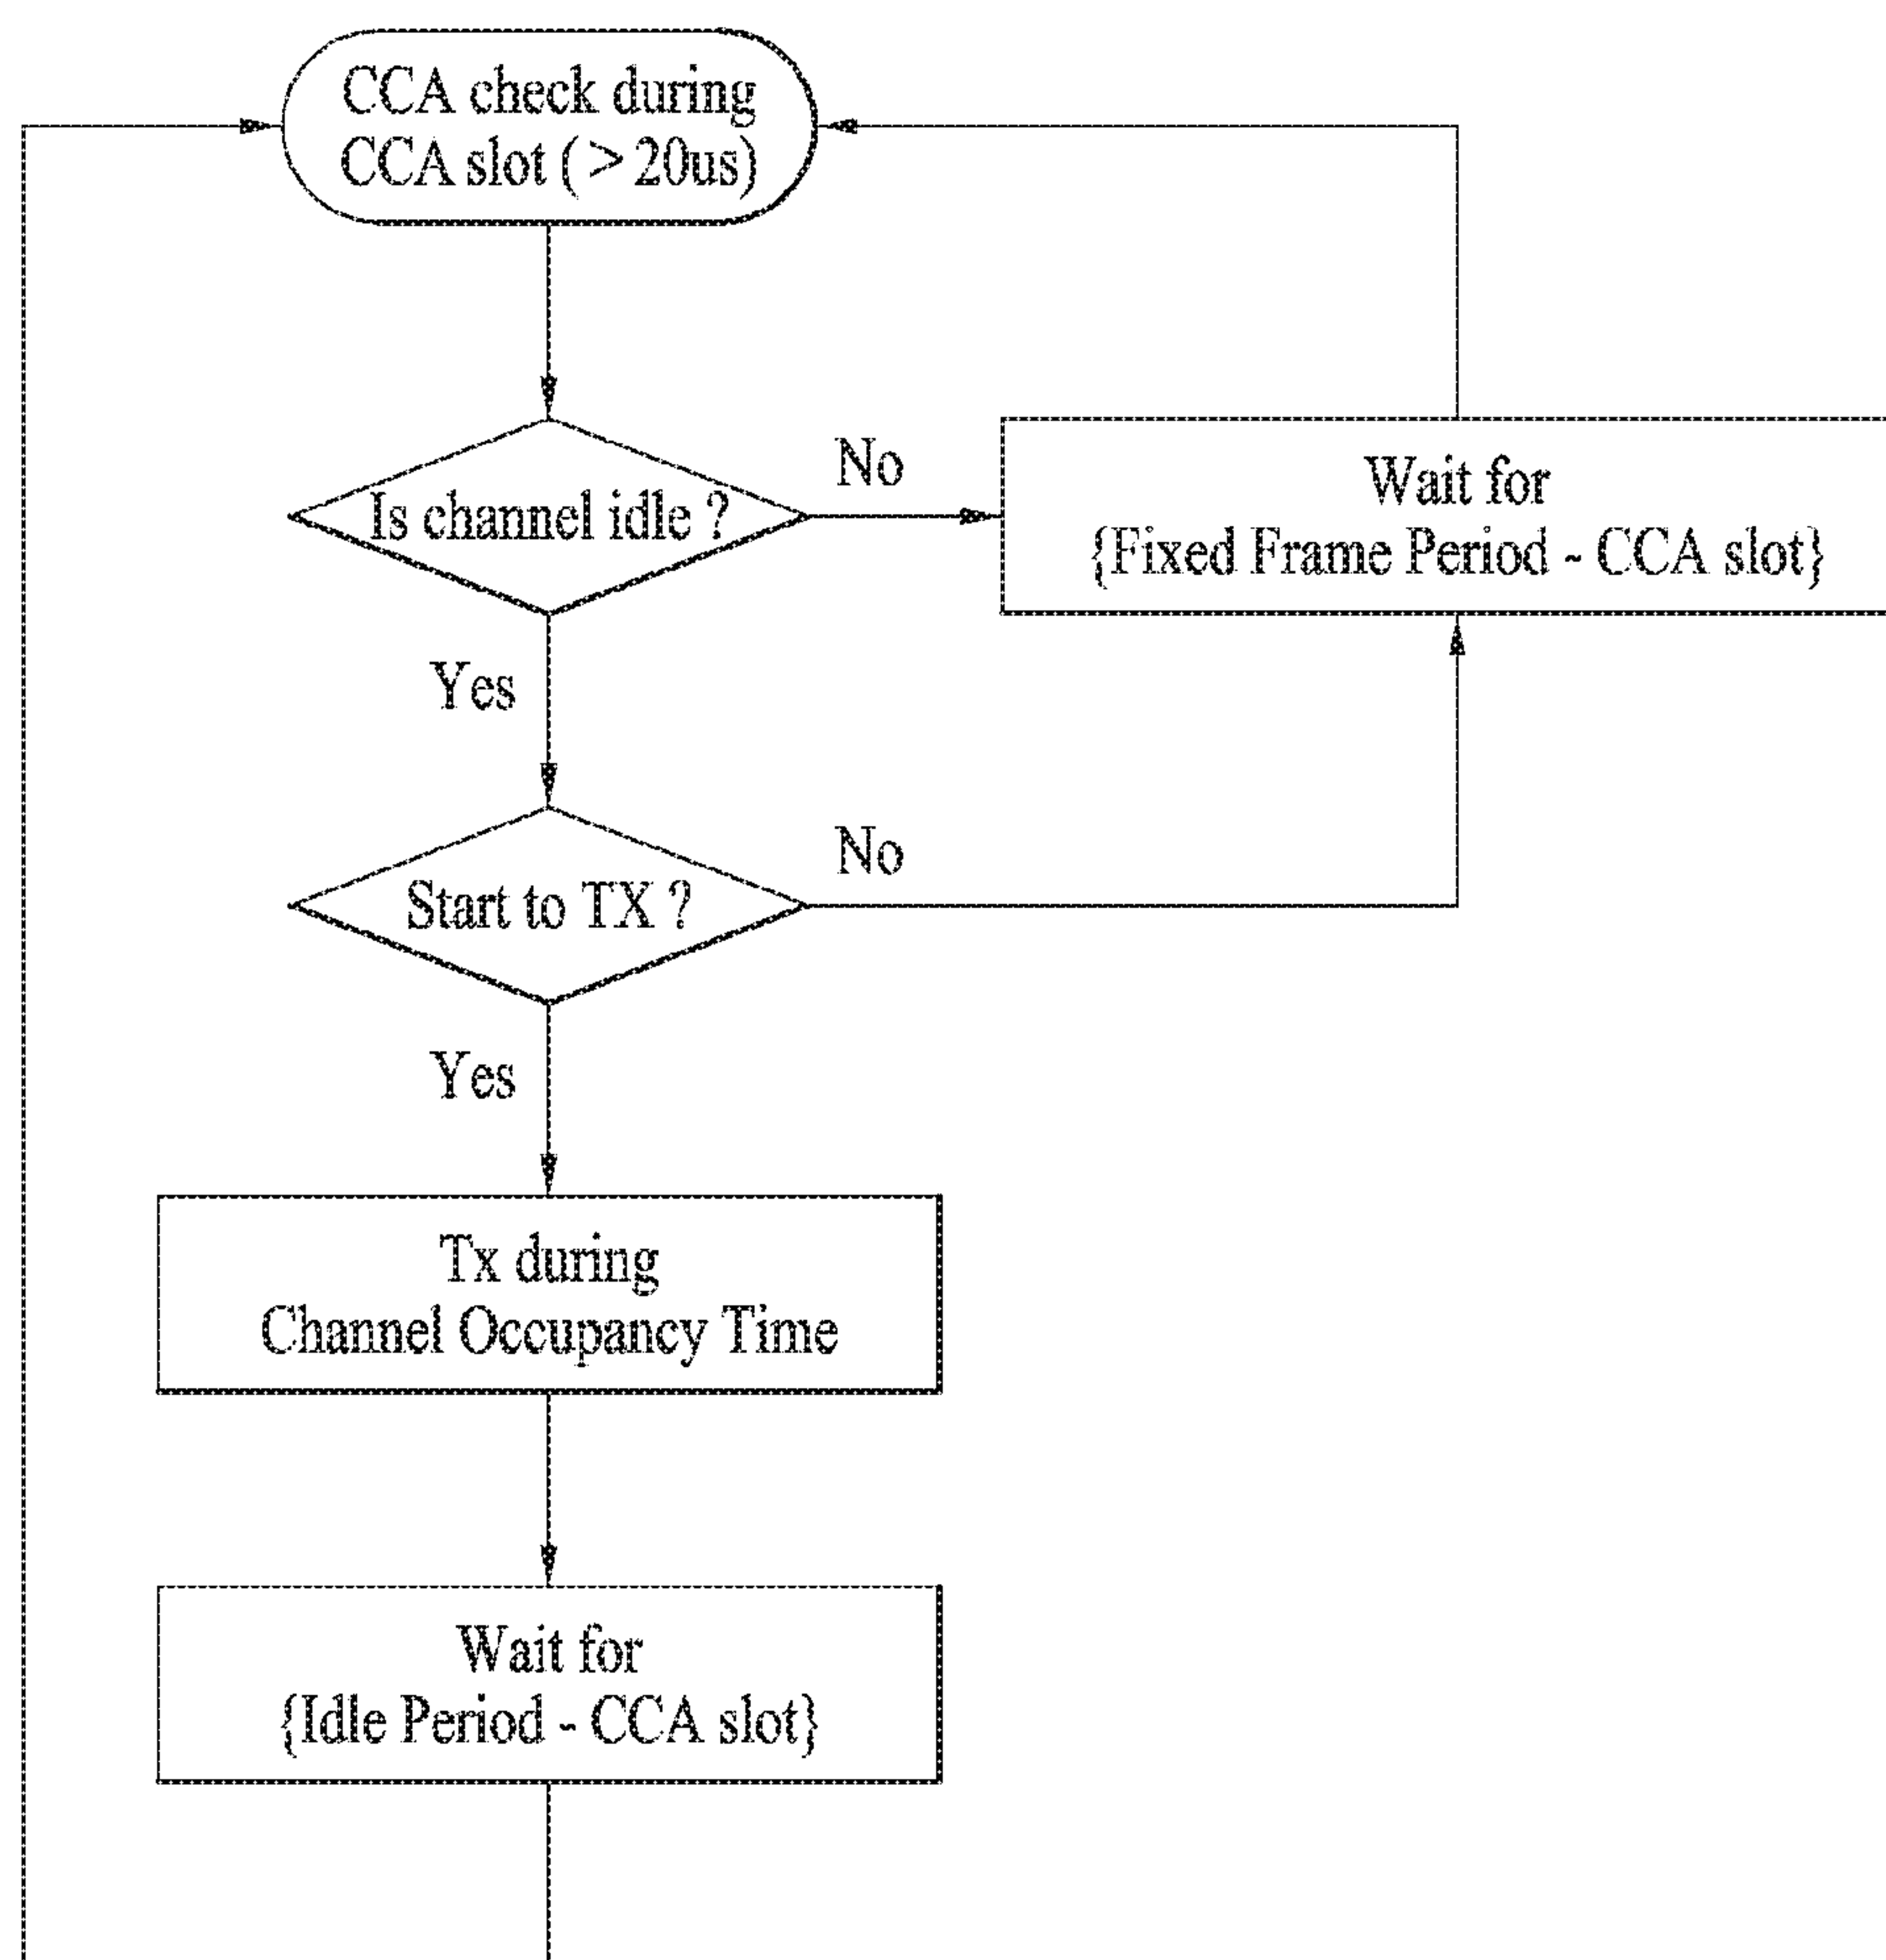 CCA check during
CCA slot ( > 20us)
Is channel idle ?
No
Wait for
{Fixed Frame Period - CCA slot}
Yes
Start to TX ?
No
Yes
Tx during
Channel Occupancy Time
Wait for
{Idle Period - CCA slot}